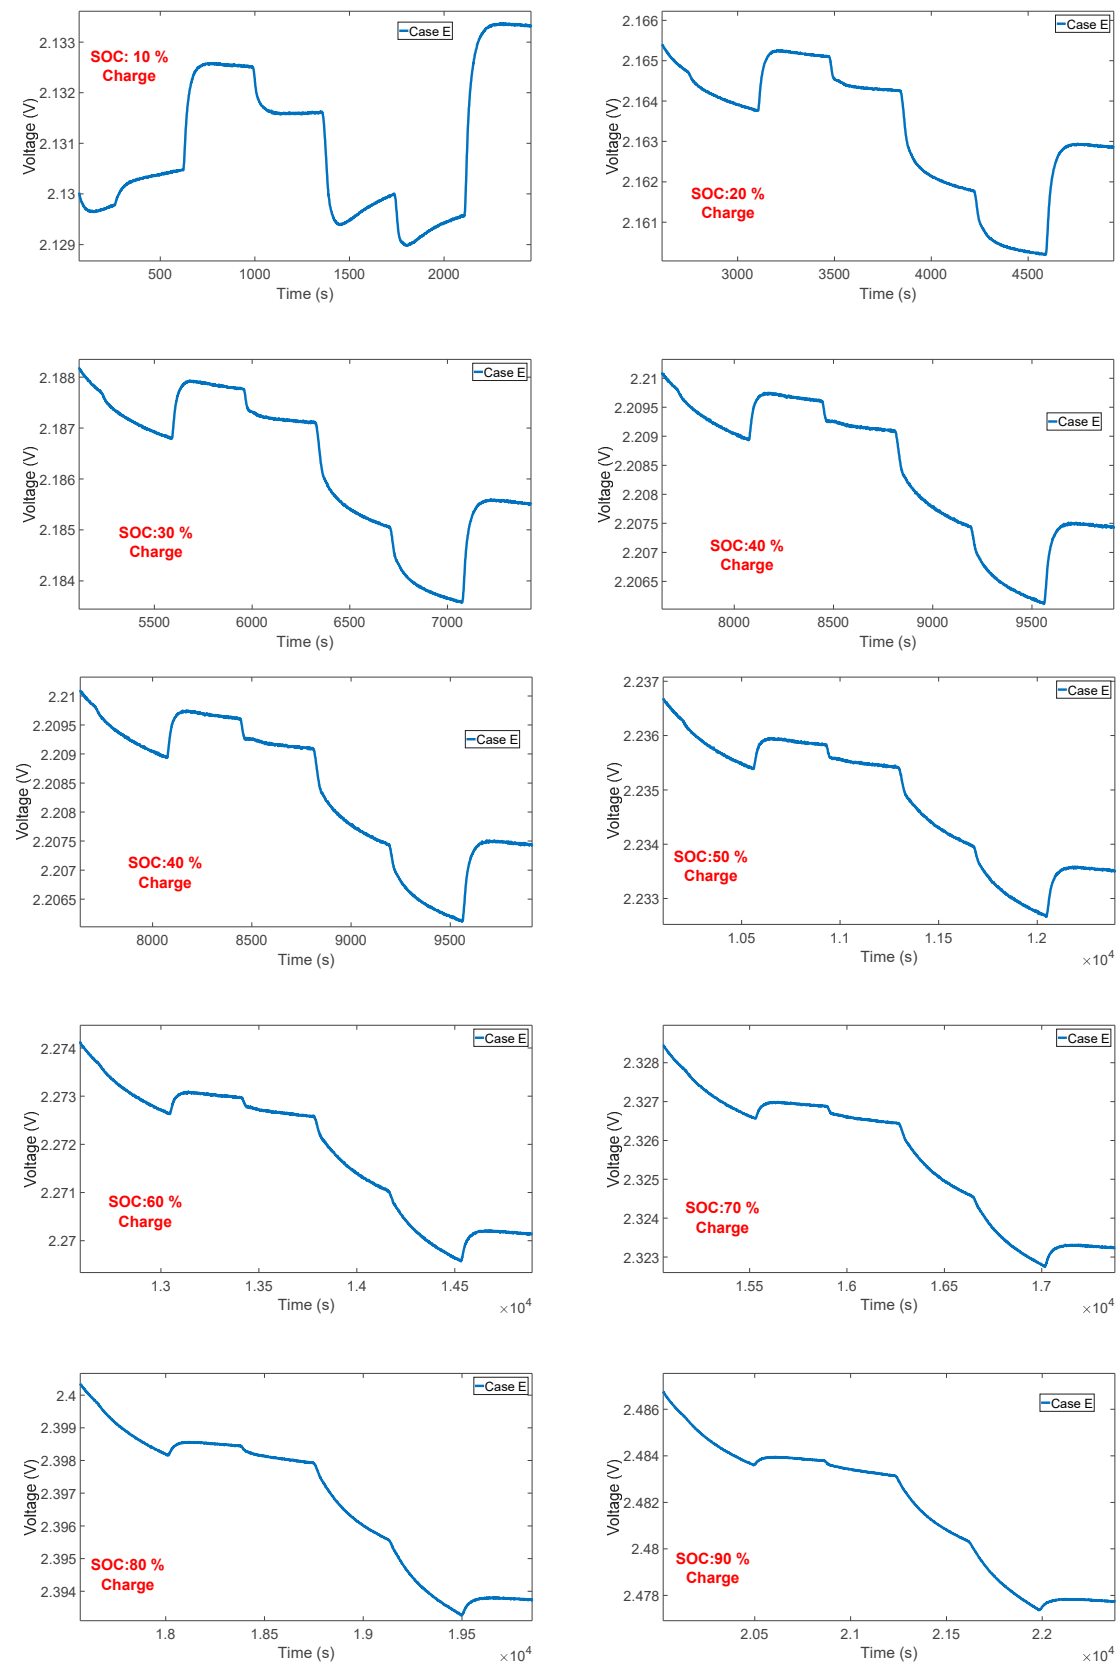 Case E
SOC: 10 %
Charge
2.133
2.132
2.131
2.13
2.129
Voltage (V)
500 1000 1500 2000
Time (s)
Case E
SOC:20 %
Charge
2.166
2.165
2.164
2.163
2.162
2.161
Voltage (V)
3000 3500 4000 4500
Time (s)
Case E
SOC:30 %
Charge
2.188
2.187
2.186
2.185
2.184
Voltage (V)
5500 6000 6500 7000
Time (s)
Case E
SOC:40 %
Charge
2.21
2.2095
2.209
2.2085
2.208
2.2075
2.207
2.2065
Voltage (V)
8000 8500 9000 9500
Time (s)
Case E
SOC:40 %
Charge
2.21
2.2095
2.209
2.2085
2.208
2.2075
2.207
2.2065
Voltage (V)
8000 8500 9000 9500
Time (s)
Case E
SOC:50 %
Charge
2.237
2.236
2.235
2.234
2.233
Voltage (V)
1.05 1.1 1.15 1.2
Time (s)
×10⁴
Case E
SOC:60 %
Charge
2.274
2.273
2.272
2.271
2.27
Voltage (V)
1.3 1.35 1.4 1.45
Time (s)
×10⁴
Case E
SOC:70 %
Charge
2.328
2.327
2.326
2.325
2.324
2.323
Voltage (V)
1.55 1.6 1.65 1.7
Time (s)
×10⁴
Case E
SOC:80 %
Charge
2.4
2.399
2.398
2.397
2.396
2.395
2.394
Voltage (V)
1.8 1.85 1.9 1.95
Time (s)
×10⁴
Case E
SOC:90 %
Charge
2.486
2.484
2.482
2.48
2.478
Voltage (V)
2.05 2.1 2.15 2.2
Time (s)
×10⁴